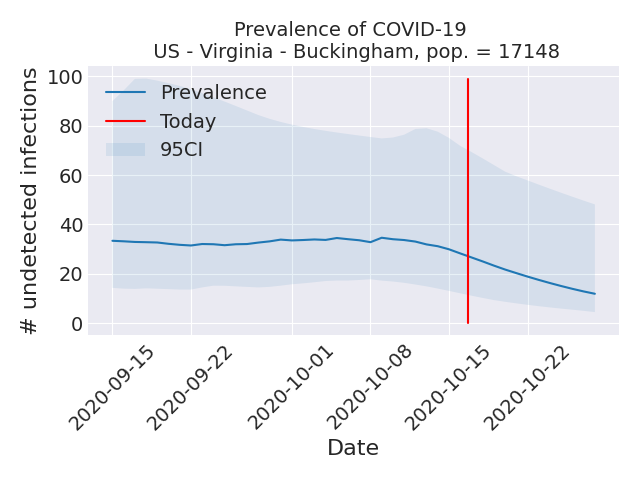 Prevalence of COVID-19
US - Virginia - Buckingham, pop. = 17148
# undetected infections
100
80
60
40
20
0
Prevalence
Today
95CI
2020-09-15
2020-09-22
2020-10-01
2020-10-08
2020-10-15
2020-10-22
Date